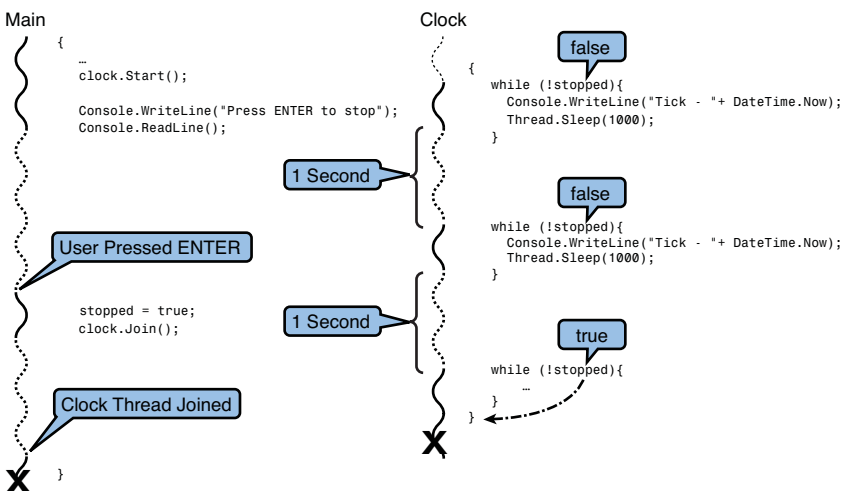 Main
{
…
clock.Start();
Console.WriteLine("Press ENTER to stop");
Console.ReadLine();
User Pressed ENTER
stopped = true;
clock.Join();
Clock Thread Joined
X
}
Clock
false
{
while (!stopped){
Console.WriteLine("Tick - "+ DateTime.Now);
Thread.Sleep(1000);
}
1 Second
false
while (!stopped){
Console.WriteLine("Tick - "+ DateTime.Now);
Thread.Sleep(1000);
}
1 Second
true
while (!stopped){
…
}
}
X